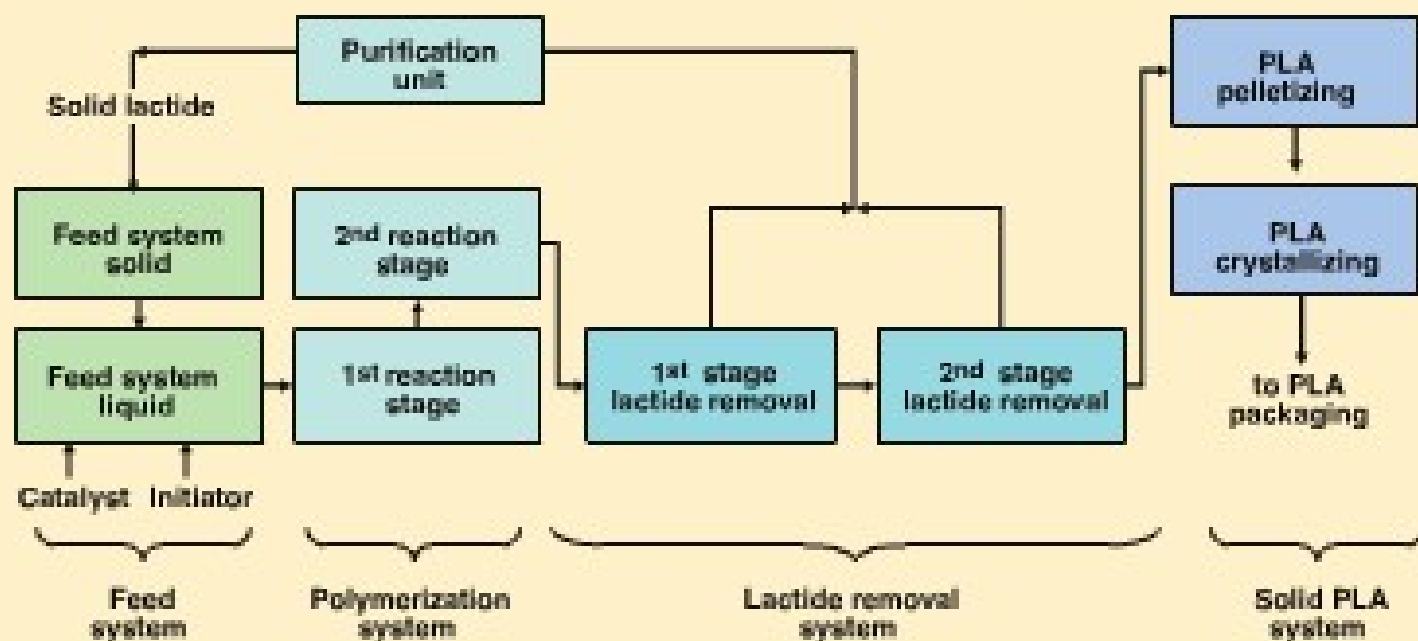 Purification
unit
Solid lactide
Feed system
solid
Feed system
liquid
Catalyst Initiator
2nd reaction
stage
1st reaction
stage
1st stage
lactide removal
2nd stage
lactide removal
PLA
pelletizing
PLA
crystallizing
to PLA
packaging
Feed
system
Polymerization
system
Lactide removal
system
Solid PLA
system